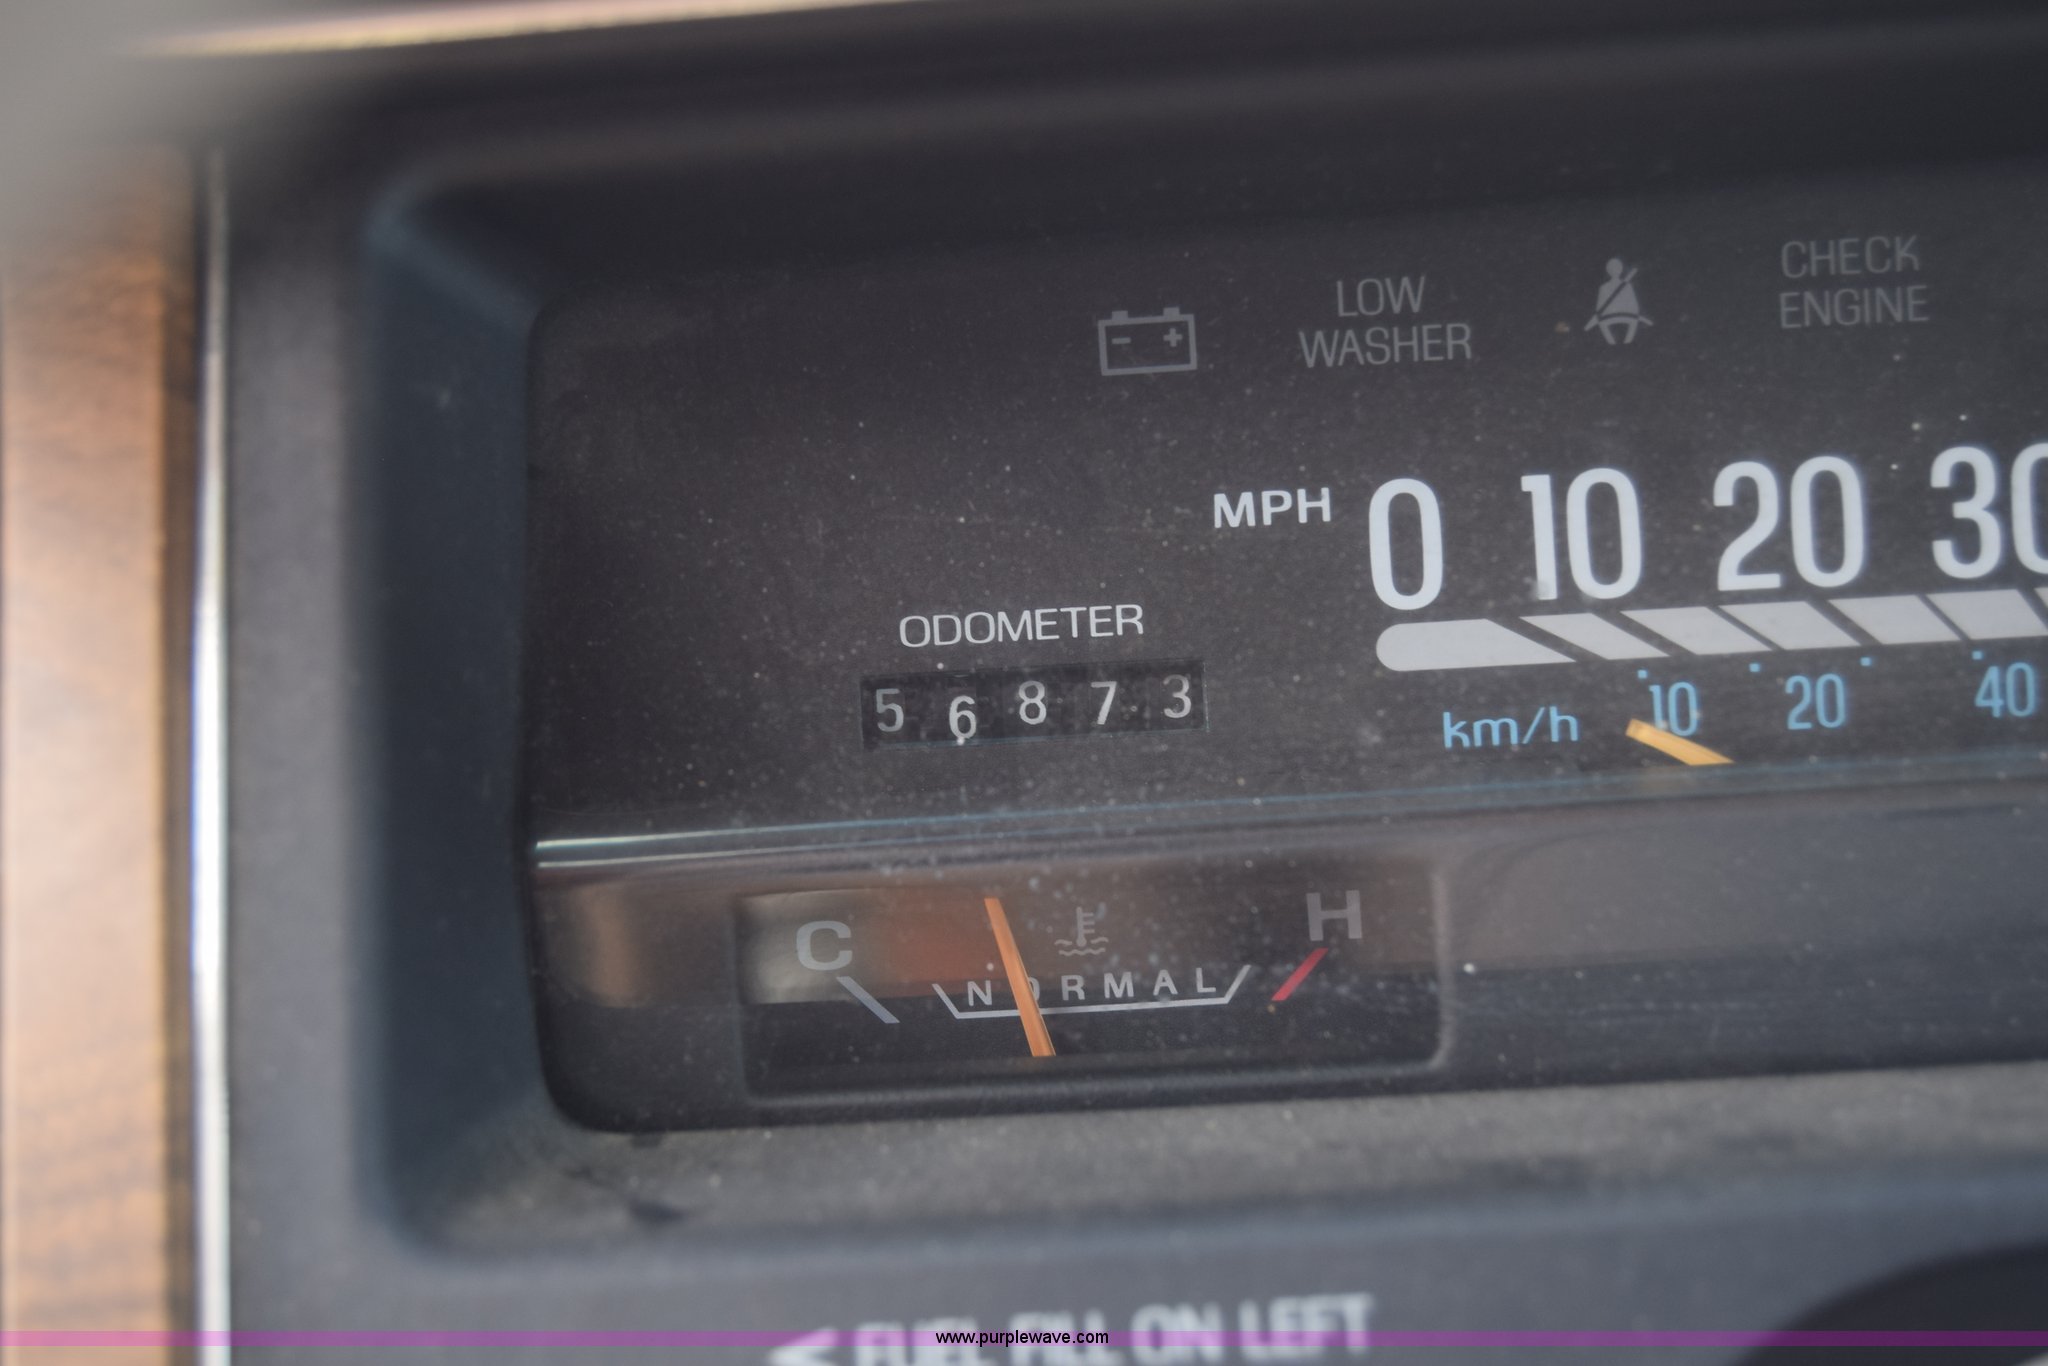 CHECK
ENGINE
LOW
WASHER
- +
MPH 0 10 20 30
ODOMETER
5 6 8 7 3
km/h 10 20 40
C H
NORMAL
< FUEL FILL ON LEFT
www.purplewave.com